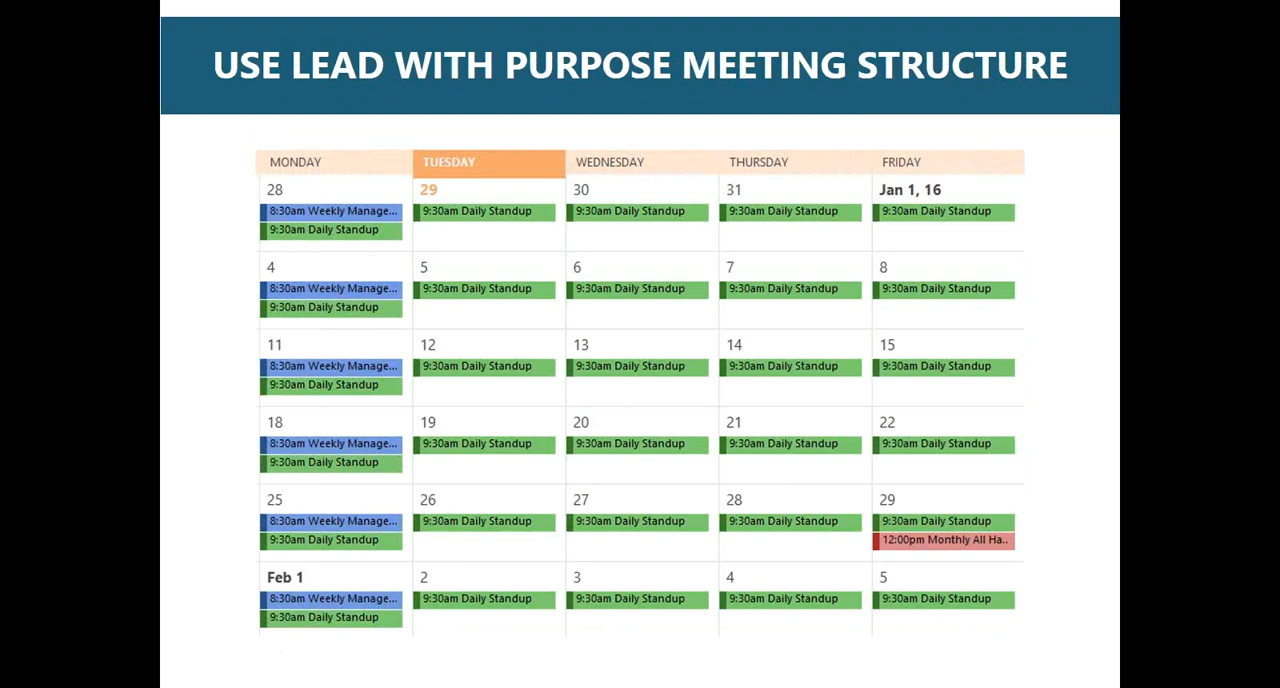 USE LEAD WITH PURPOSE MEETING STRUCTURE
MONDAY TUESDAY WEDNESDAY THURSDAY FRIDAY
28 29 30 31 Jan 1, 16
8:30am Weekly Manage... 9:30am Daily Standup 9:30am Daily Standup 9:30am Daily Standup 9:30am Daily Standup
9:30am Daily Standup
4 5 6 7 8
8:30am Weekly Manage... 9:30am Daily Standup 9:30am Daily Standup 9:30am Daily Standup 9:30am Daily Standup
9:30am Daily Standup
11 12 13 14 15
8:30am Weekly Manage... 9:30am Daily Standup 9:30am Daily Standup 9:30am Daily Standup 9:30am Daily Standup
9:30am Daily Standup
18 19 20 21 22
8:30am Weekly Manage... 9:30am Daily Standup 9:30am Daily Standup 9:30am Daily Standup 9:30am Daily Standup
9:30am Daily Standup
25 26 27 28 29
8:30am Weekly Manage... 9:30am Daily Standup 9:30am Daily Standup 9:30am Daily Standup 9:30am Daily Standup
9:30am Daily Standup 12:00pm Monthly All Ha..
Feb 1 2 3 4 5
8:30am Weekly Manage... 9:30am Daily Standup 9:30am Daily Standup 9:30am Daily Standup 9:30am Daily Standup
9:30am Daily Standup